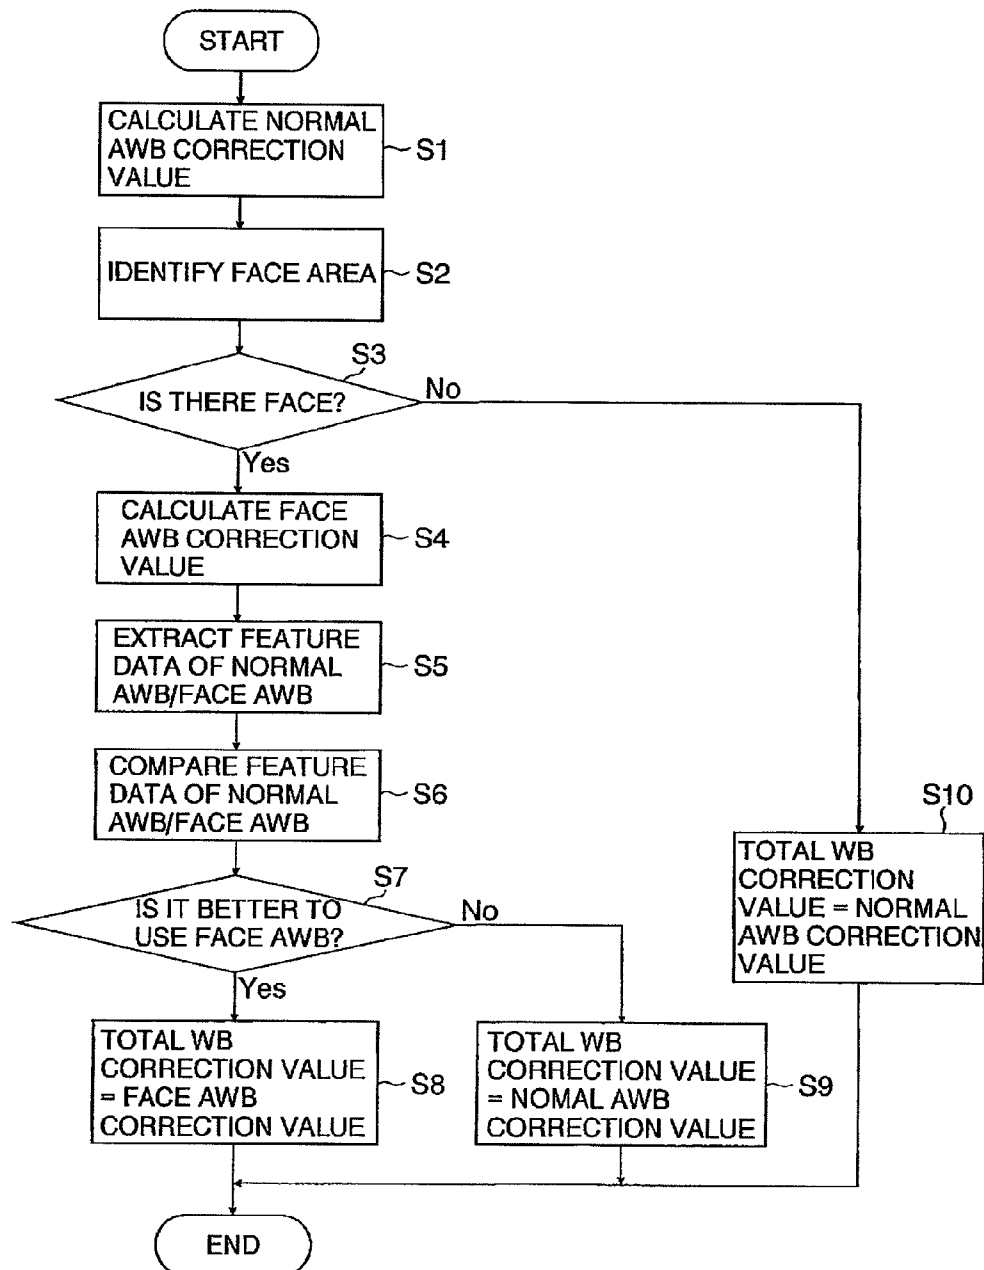 START
CALCULATE NORMAL
AWB CORRECTION
VALUE
S1
IDENTIFY FACE AREA
S2
S3
IS THERE FACE?
No
Yes
CALCULATE FACE
AWB CORRECTION
VALUE
S4
EXTRACT FEATURE
DATA OF NORMAL
AWB/FACE AWB
S5
COMPARE FEATURE
DATA OF NORMAL
AWB/FACE AWB
S6
S7
IS IT BETTER TO
USE FACE AWB?
No
Yes
TOTAL WB
CORRECTION VALUE
= FACE AWB
CORRECTION VALUE
S8
TOTAL WB
CORRECTION VALUE
= NOMAL AWB
CORRECTION VALUE
S9
S10
TOTAL WB
CORRECTION
VALUE = NORMAL
AWB CORRECTION
VALUE
END